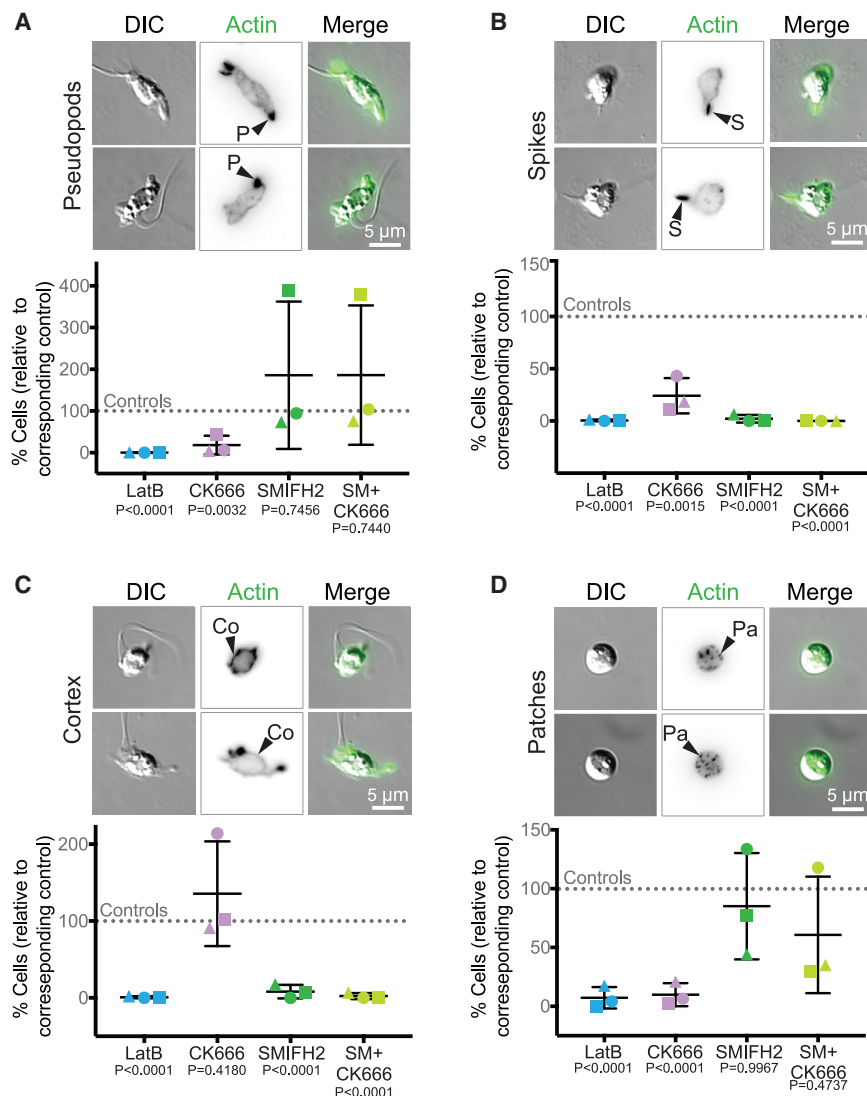 A
DIC Actin Merge
Pseudopods
P
P
5 µm
% Cells (relative to
corresponding control)
400
300
200
100
0
Controls
LatB CK666 SMIFH2 SM+
CK666
P<0.0001 P=0.0032 P=0.7456
P=0.7440
B
DIC Actin Merge
Spikes
S
S
5 µm
% Cells (relative to
correseponding control)
150
100
50
0
Controls
LatB CK666 SMIFH2 SM+
CK666
P<0.0001 P=0.0015 P<0.0001
P<0.0001
C
DIC Actin Merge
Cortex
Co
Co
5 µm
% Cells (relative to
correseponding control)
200
100
0
Controls
LatB CK666 SMIFH2 SM+
CK666
P<0.0001 P=0.4180 P<0.0001
P<0.0001
D
DIC Actin Merge
Patches
Pa
Pa
5 µm
% Cells (relative to
correseponding control)
150
100
50
0
Controls
LatB CK666 SMIFH2 SM+
CK666
P<0.0001 P<0.0001 P=0.9967
P=0.4737